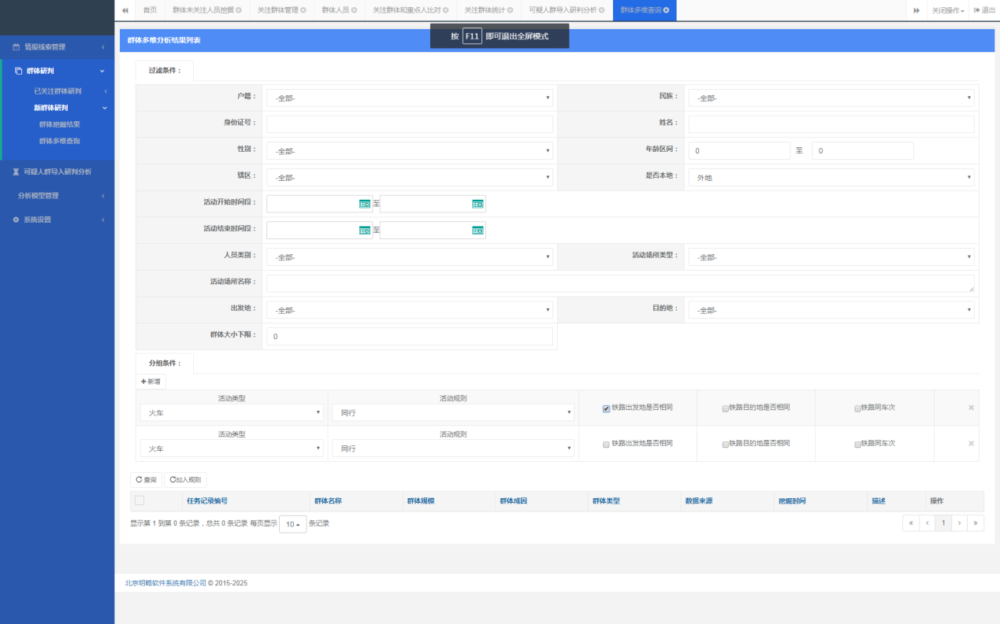 首页 群体未关注人员挖掘 关注群体管理 群体人员 关注群体和重点人比对 关注群体统计 可疑人群导入研判分析 群体多维查询 关闭操作 退出
按 F11 即可退出全屏模式
情报线索管理
群体研判
已关注群体研判
新群体研判
群体挖掘结果
群体多维查询
可疑人群导入研判分析
分析模型管理
系统设置
群体多维分析结果列表
过滤条件：
户籍： -全部- 民族： -全部-
身份证号： 姓名：
性别： -全部- 年龄区间： 0 至 0
辖区： -全部- 是否本地： 外地
活动开始时间段： 至
活动结束时间段： 至
人员类别： -全部- 活动场所类型： -全部-
活动场所名称：
出发地： -全部- 目的地： -全部-
群体大小下限： 0
分组条件：
新增
活动类型 活动规则
火车 同行 铁路出发地是否相同 铁路目的地是否相同 铁路同车次
活动类型 活动规则
火车 同行 铁路出发地是否相同 铁路目的地是否相同 铁路同车次
查询 加入规则
任务记录编号 群体名称 群体规模 群体成因 群体类型 数据来源 挖掘时间 描述 操作
显示第 1 到第 0 条记录，总共 0 条记录 每页显示 10 条记录 « ‹ 1 › »
北京明略软件系统有限公司 © 2015-2025